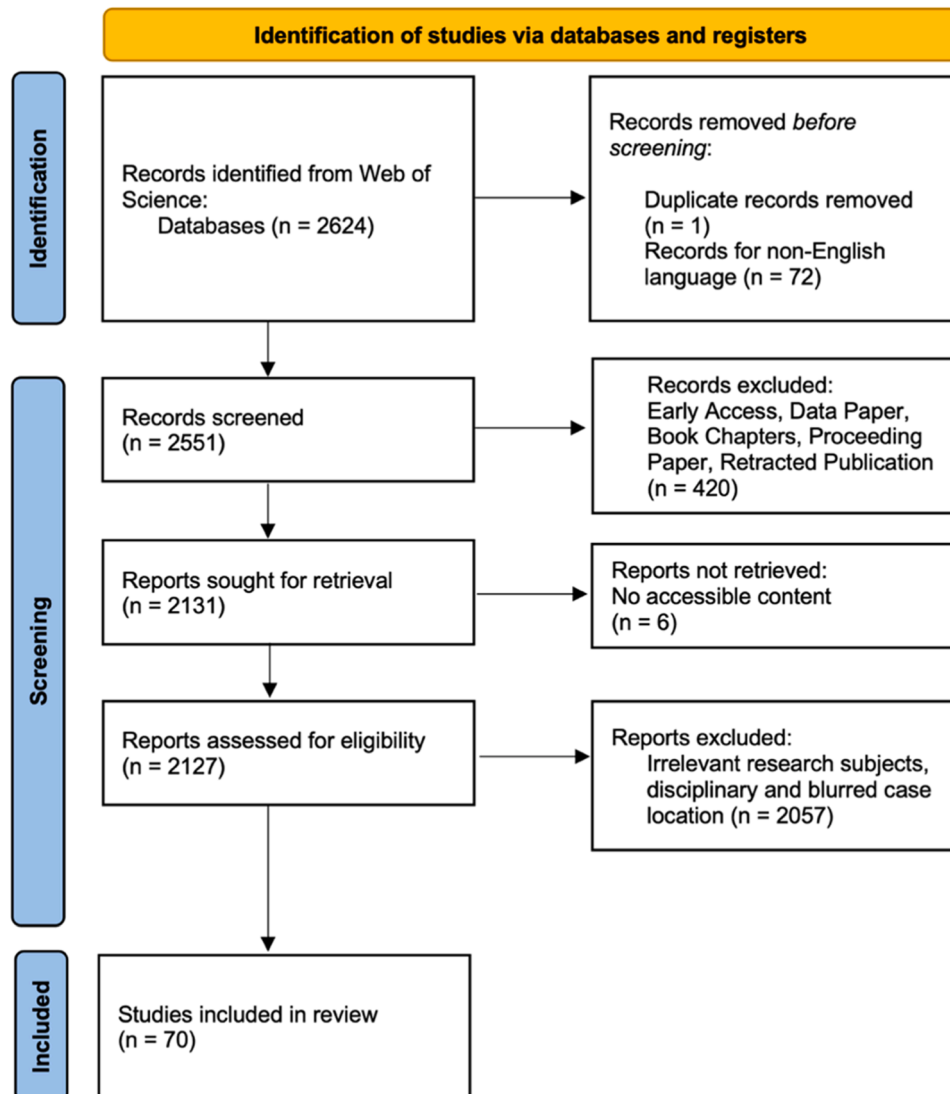 Identification of studies via databases and registers
Identification
Records identified from Web of
Science:
Databases (n = 2624)
Records removed before
screening:
Duplicate records removed
(n = 1)
Records for non-English
language (n = 72)
Screening
Records screened
(n = 2551)
Records excluded:
Early Access, Data Paper,
Book Chapters, Proceeding
Paper, Retracted Publication
(n = 420)
Reports sought for retrieval
(n = 2131)
Reports not retrieved:
No accessible content
(n = 6)
Reports assessed for eligibility
(n = 2127)
Reports excluded:
Irrelevant research subjects,
disciplinary and blurred case
location (n = 2057)
Included
Studies included in review
(n = 70)